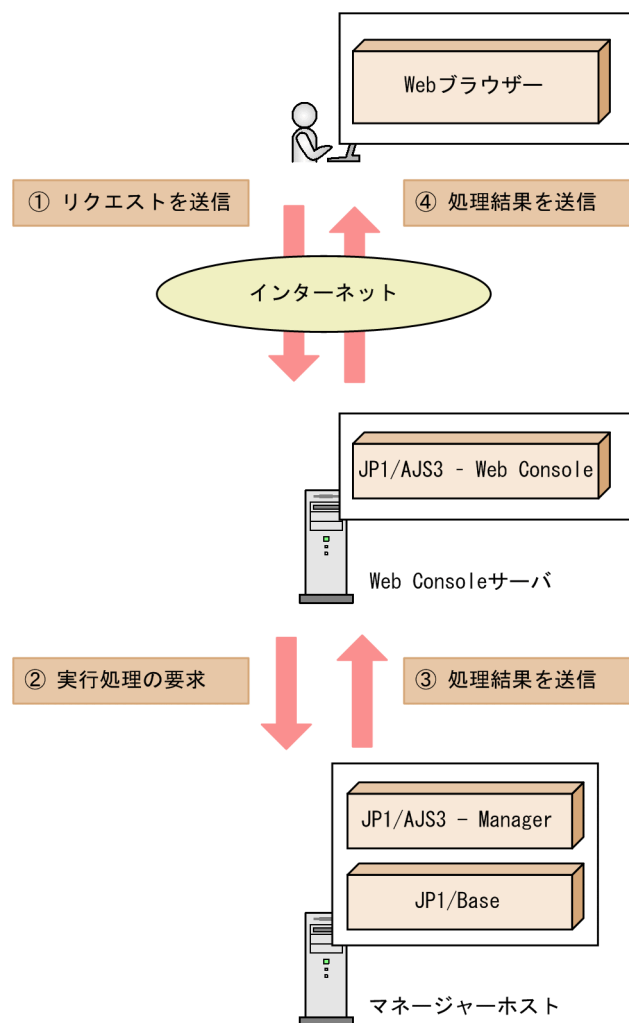 Webブラウザー
① リクエストを送信
④ 処理結果を送信
インターネット
JP1/AJS3 - Web Console
Web Consoleサーバ
② 実行処理の要求
③ 処理結果を送信
JP1/AJS3 − Manager
JP1/Base
マネージャーホスト